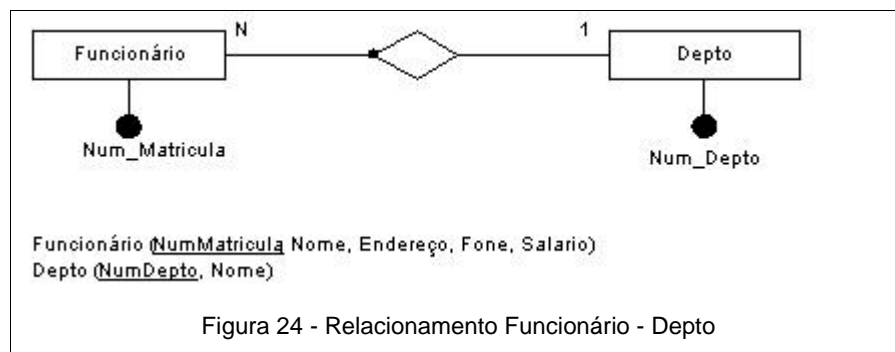 N 1
Funcionário Depto
Num_Matricula Num_Depto
Funcionário (NumMatricula Nome, Endereço, Fone, Salario)
Depto (NumDepto, Nome)
Figura 24 - Relacionamento Funcionário - Depto